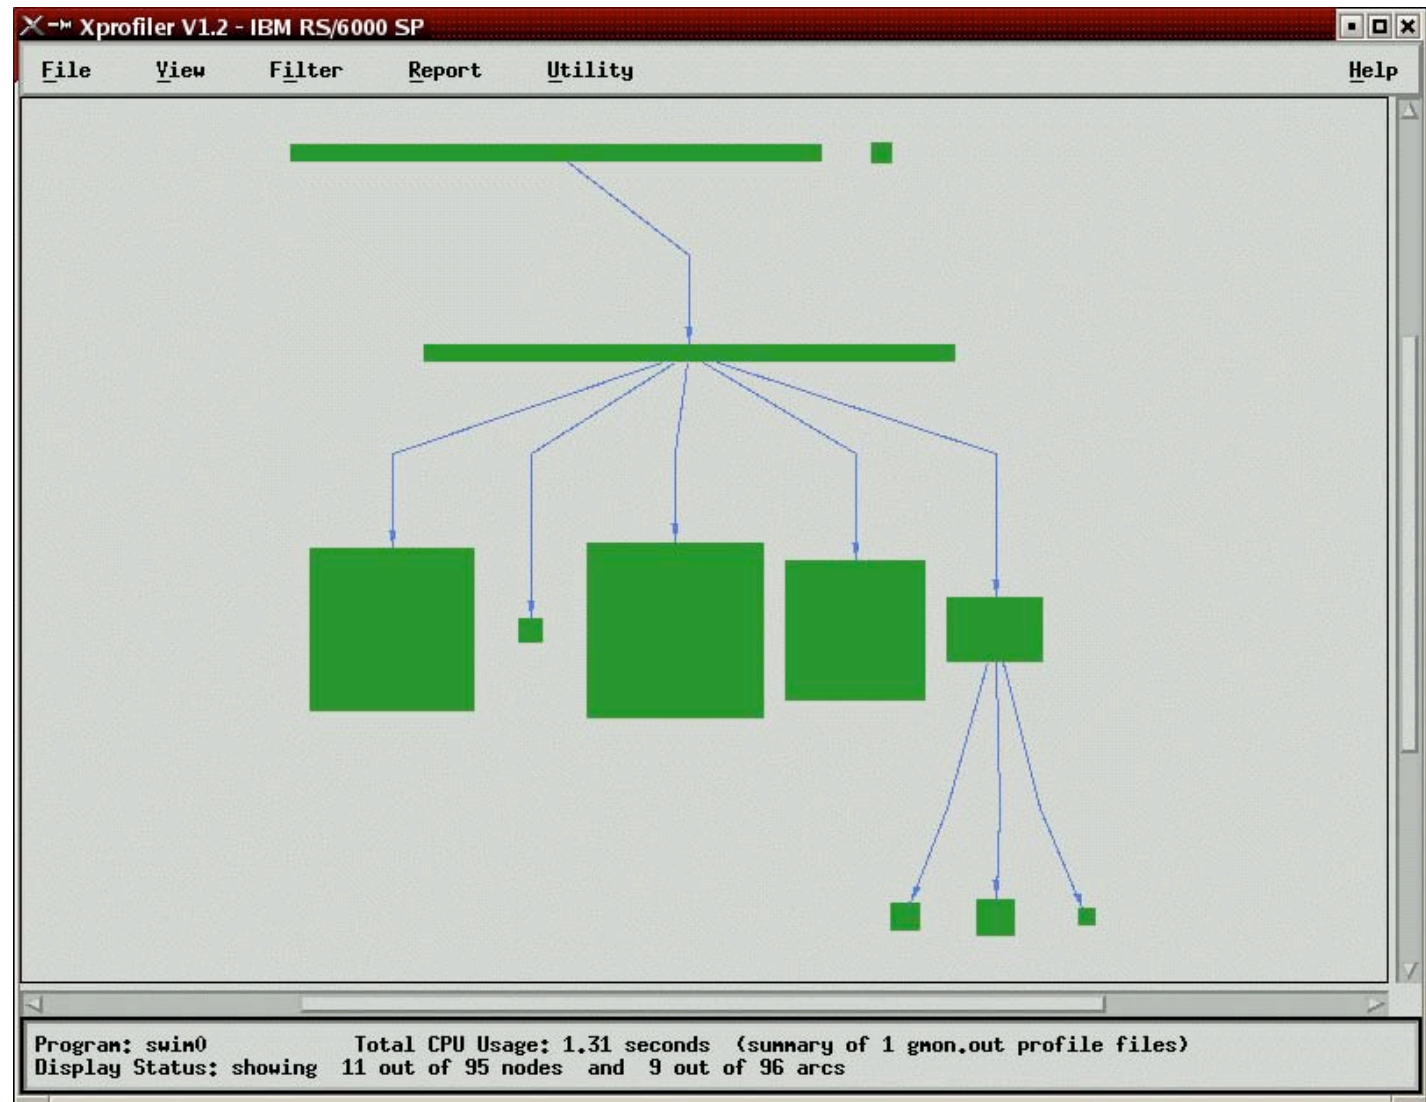 Xprofiler V1.2 - IBM RS/6000 SP
File View Filter Report Utility Help
Program: swim0 Total CPU Usage: 1.31 seconds (summary of 1 gmon.out profile files)
Display Status: showing 11 out of 95 nodes and 9 out of 96 arcs